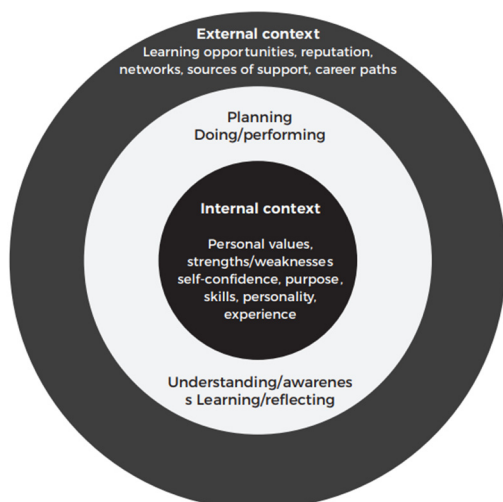 External context
Learning opportunities, reputation,
networks, sources of support, career paths
Planning
Doing/performing
Internal context
Personal values,
strengths/weaknesses
self-confidence, purpose,
skills, personality,
experience
Understanding/awarenes
s Learning/reflecting